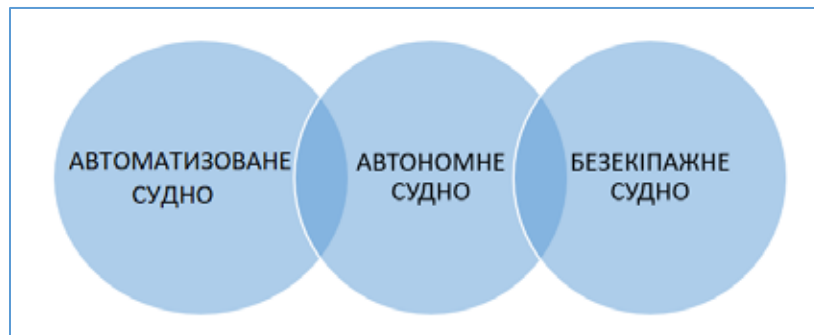 АВТОМАТИЗОВАНЕ
СУДНО
АВТОНОМНЕ
СУДНО
БЕЗЕКІПАЖНЕ
СУДНО